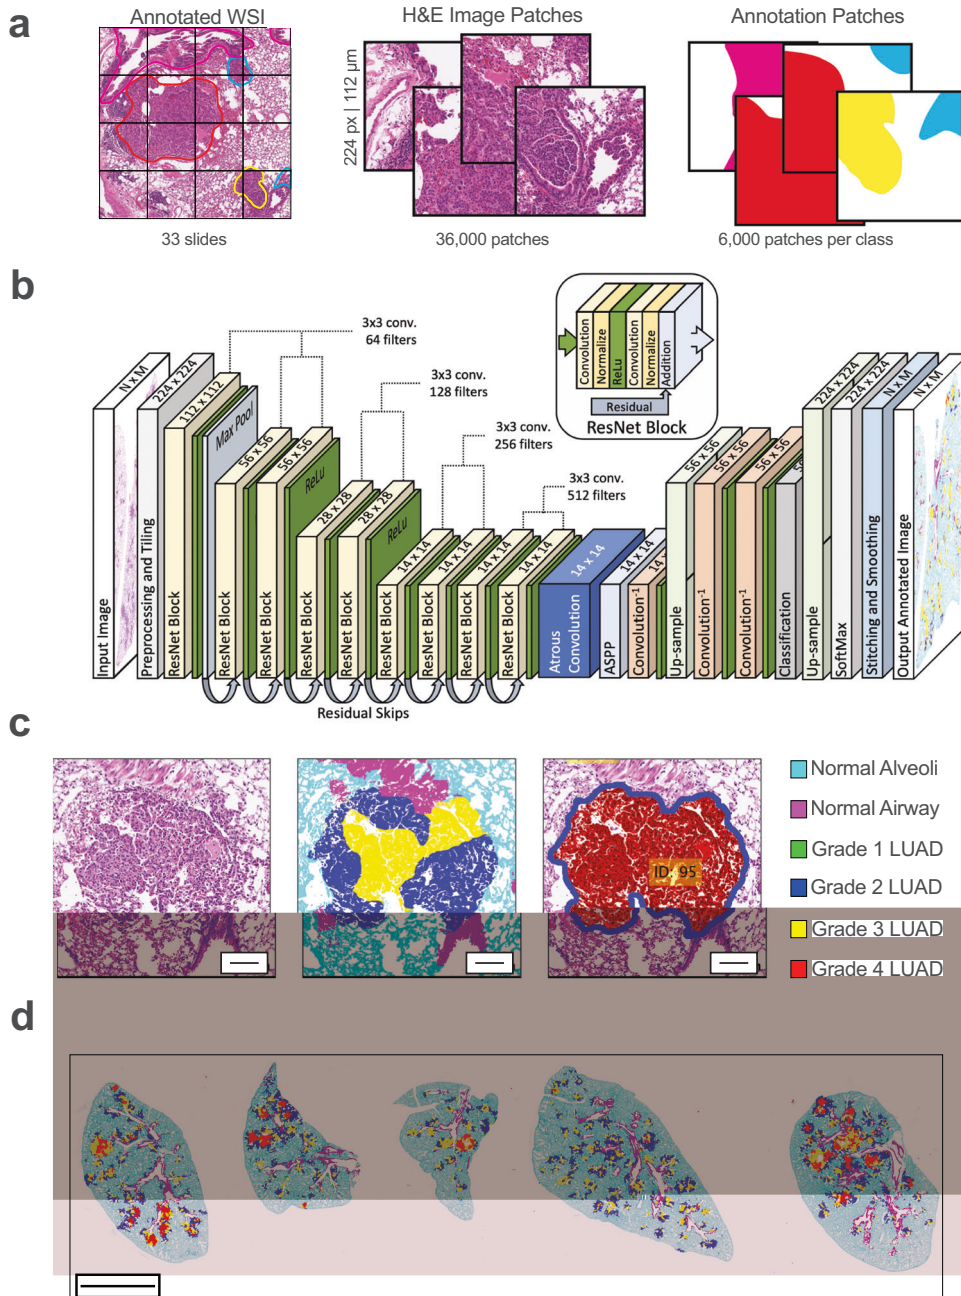 a
Annotated WSI
H&E Image Patches
Annotation Patches
224 px | 112 µm
33 slides
36,000 patches
6,000 patches per class
b
3x3 conv.
64 filters
3x3 conv.
128 filters
3x3 conv.
256 filters
3x3 conv.
512 filters
Convolution
Normalize
ReLu
Convolution
Normalize
Addition
Residual
ResNet Block
N x M
224 x 224
112 x 112
Max Pool
56 x 56
56 x 56
ReLu
28 x 28
28 x 28
ReLu
14 x 14
14 x 14
14 x 14
14 x 14
14 x 14
14 x 14
14 x
56 x 56
56 x 56
56 x 56
224 x 224
224 x 224
N x M
N x M
Input Image
Preprocessing and Tiling
ResNet Block
ResNet Block
ResNet Block
ResNet Block
ResNet Block
ResNet Block
ResNet Block
ResNet Block
ResNet Block
Atrous
Convolution
ASPP
Convolution-1
Up-sample
Convolution-1
Convolution-1
Classification
Up-sample
SoftMax
Stitching and Smoothing
Output Annotated Image
Residual Skips
c
ID: 95
Normal Alveoli
Normal Airway
Grade 1 LUAD
Grade 2 LUAD
Grade 3 LUAD
Grade 4 LUAD
d